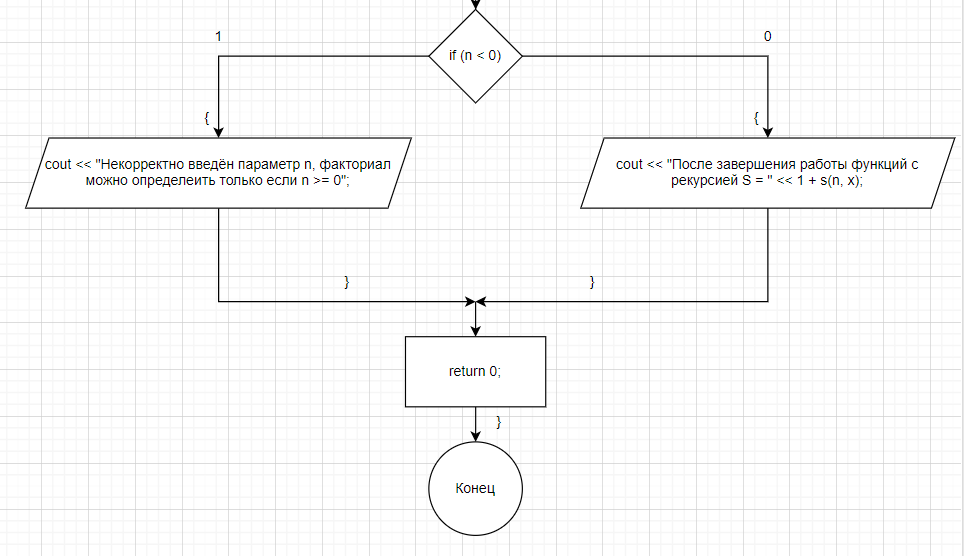 1
0
if (n < 0)
{
{
cout << "Некорректно введён параметр n, факториал
можно определеить только если n >= 0";
cout << "После завершения работы функций с
рекурсией S = " << 1 + s(n, x);
}
}
return 0;
}
Конец